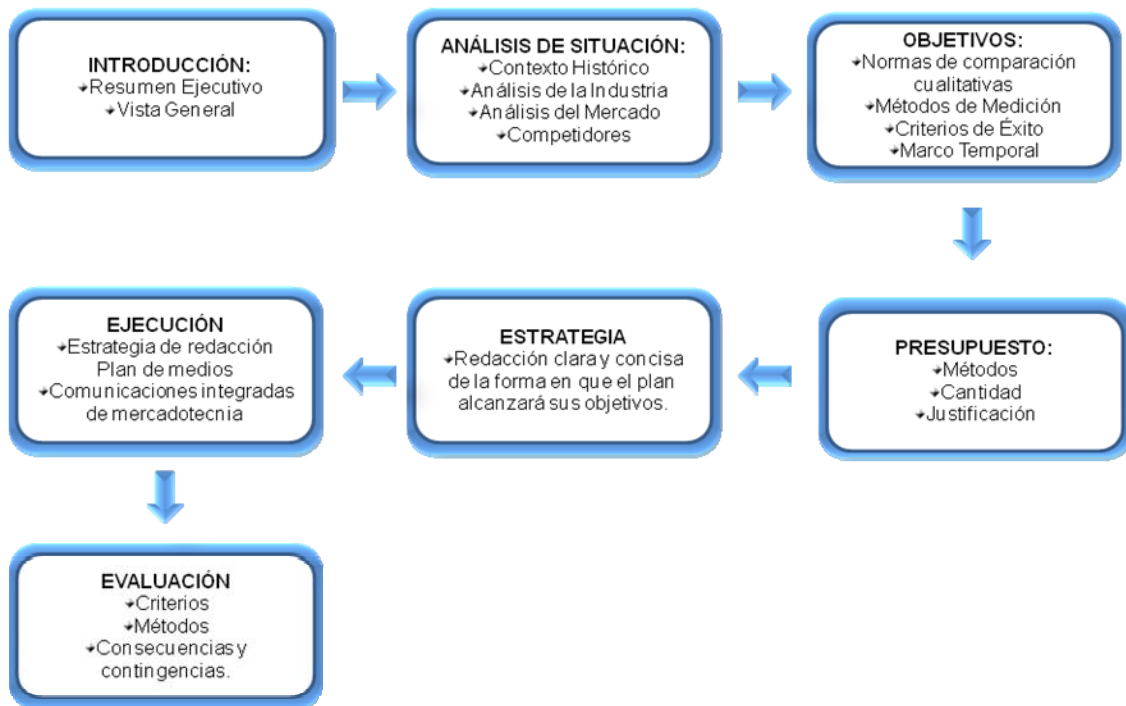 INTRODUCCIÓN:
Resumen Ejecutivo
Vista General
ANÁLISIS DE SITUACIÓN:
Contexto Histórico
Análisis de la Industria
Análisis del Mercado
Competidores
OBJETIVOS:
Normas de comparación
cualitativas
Métodos de Medición
Criterios de Éxito
Marco Temporal
PRESUPUESTO:
Métodos
Cantidad
Justificación
ESTRATEGIA
Redacción clara y concisa
de la forma en que el plan
alcanzará sus objetivos.
EJECUCIÓN
Estrategia de redacción
Plan de medios
Comunicaciones integradas
de mercadotecnia
EVALUACIÓN
Criterios
Métodos
Consecuencias y
contingencias.